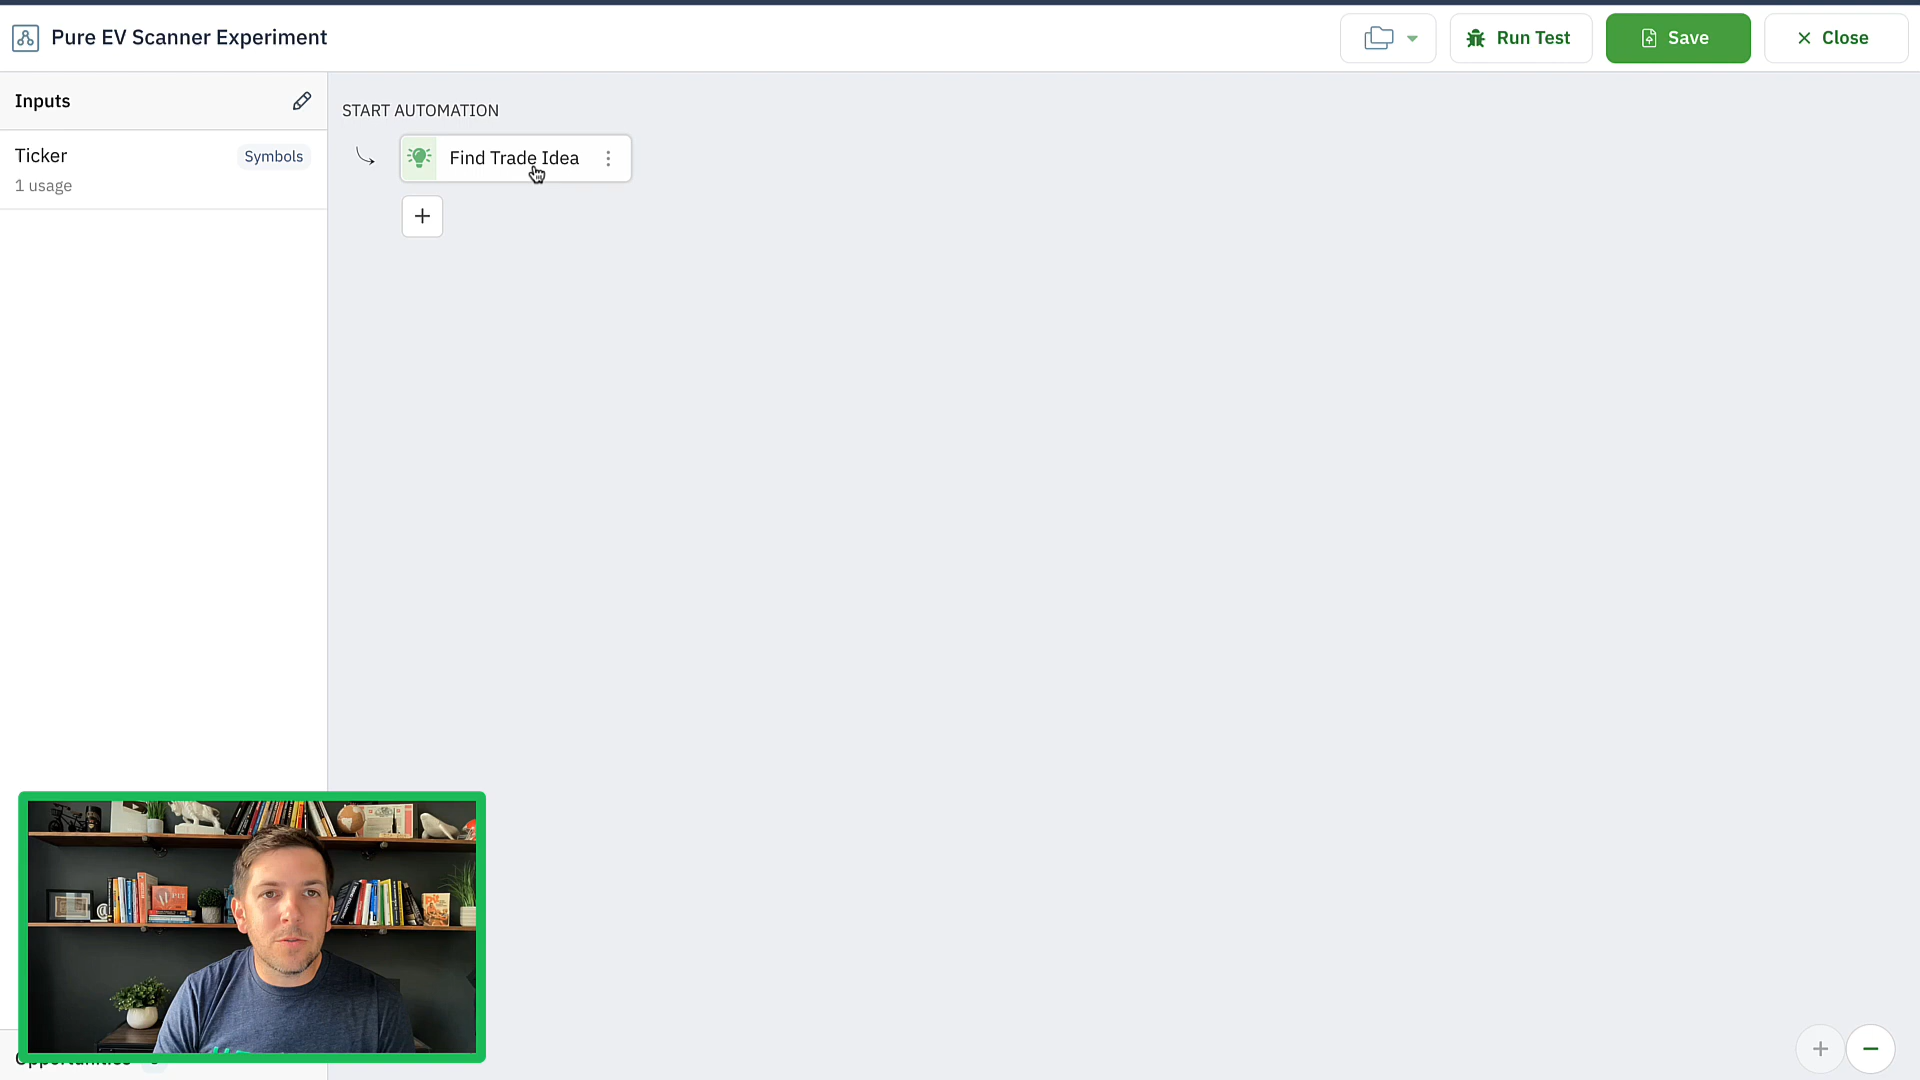 Pure EV Scanner Experiment
Run Test
Save
Close
Inputs
START AUTOMATION
Ticker
Symbols
1 usage
Find Trade Idea